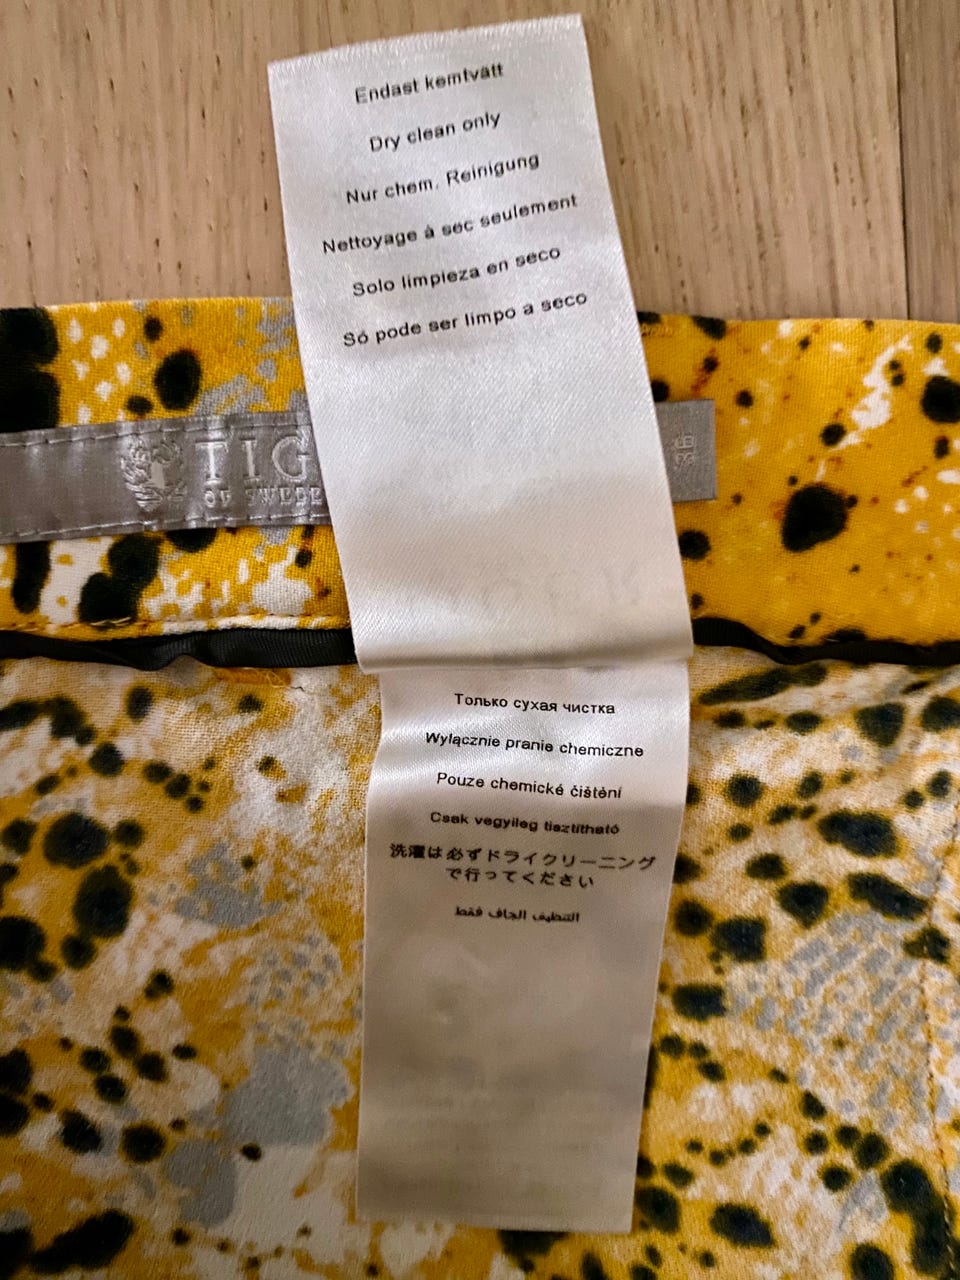 Endast kemtvätt
Dry clean only
Nur chem. Reinigung
Nettoyage à sec seulement
Solo limpieza en seco
Só pode ser limpo a seco
TIG
OF SWEDE
36
Только сухая чистка
Wyłącznie pranie chemiczne
Pouze chemické čištění
Csak vegyileg tisztítható
洗濯は必ずドライクリーニング
で行ってください
التنظيف الجاف فقط